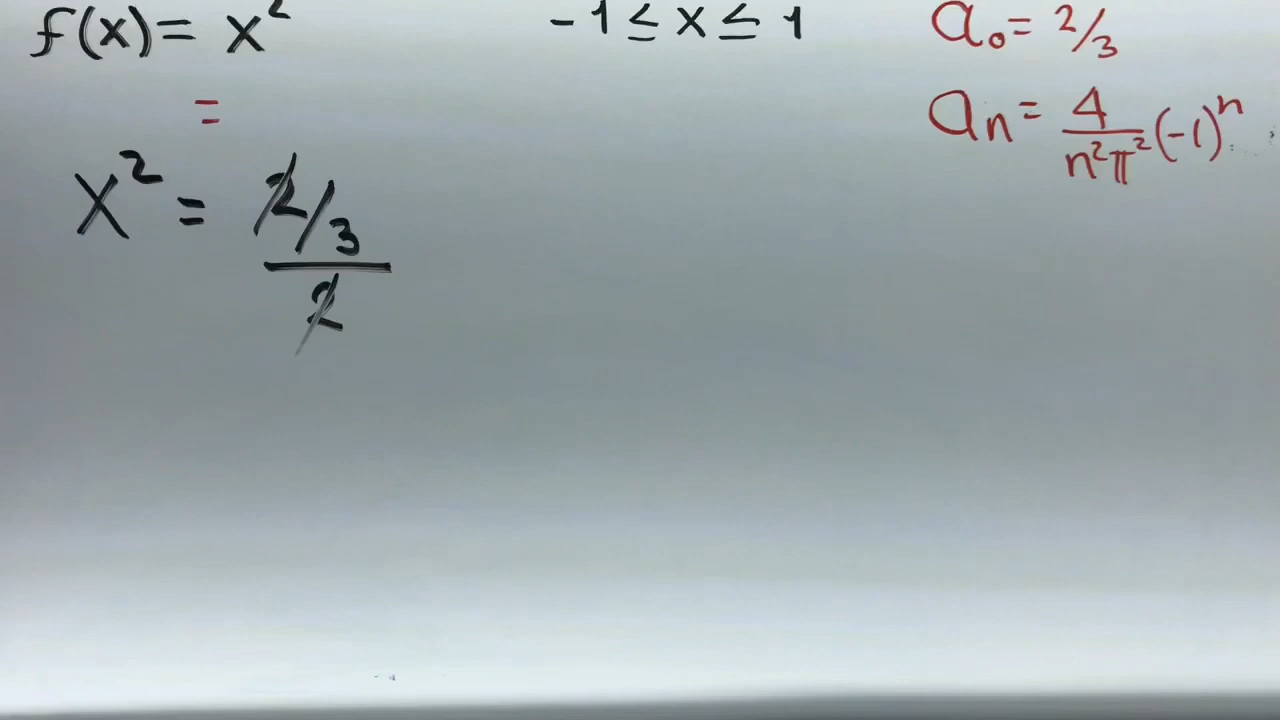 f(x) = x² -1 ≤ x ≤ 1 a₀ = 2/3
= aₙ = 4/n²π² (-1)ⁿ
x² = 2/3
2